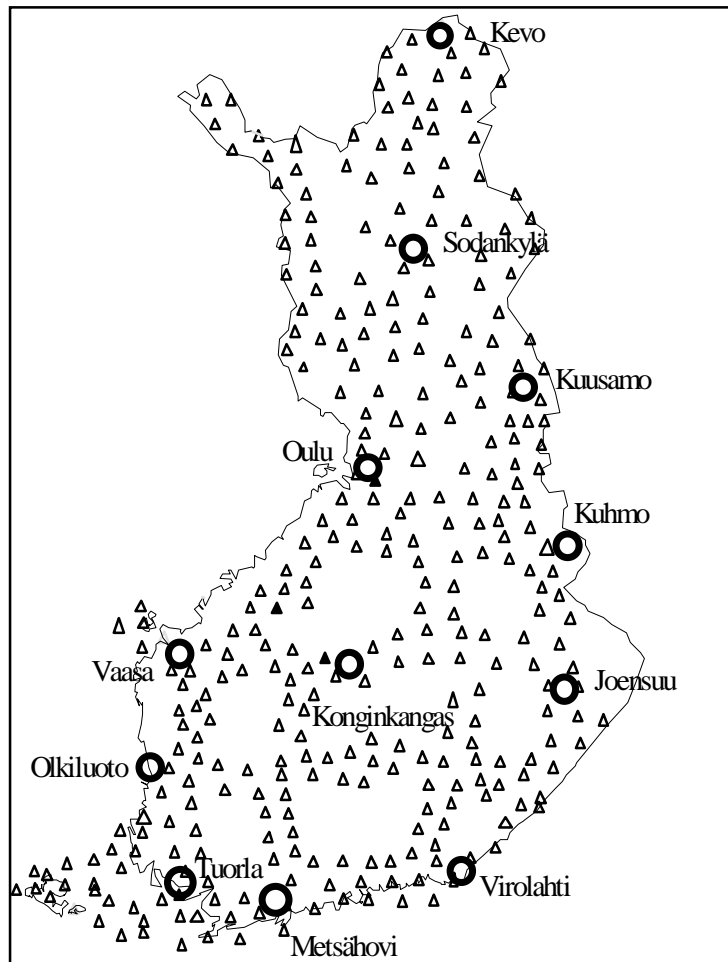 Kevo
Sodankylä
Kuusamo
Oulu
Kuhmo
Vaasa
Joensuu
Konginkangas
Olkiluoto
Tuorla
Virolahti
Metsähovi